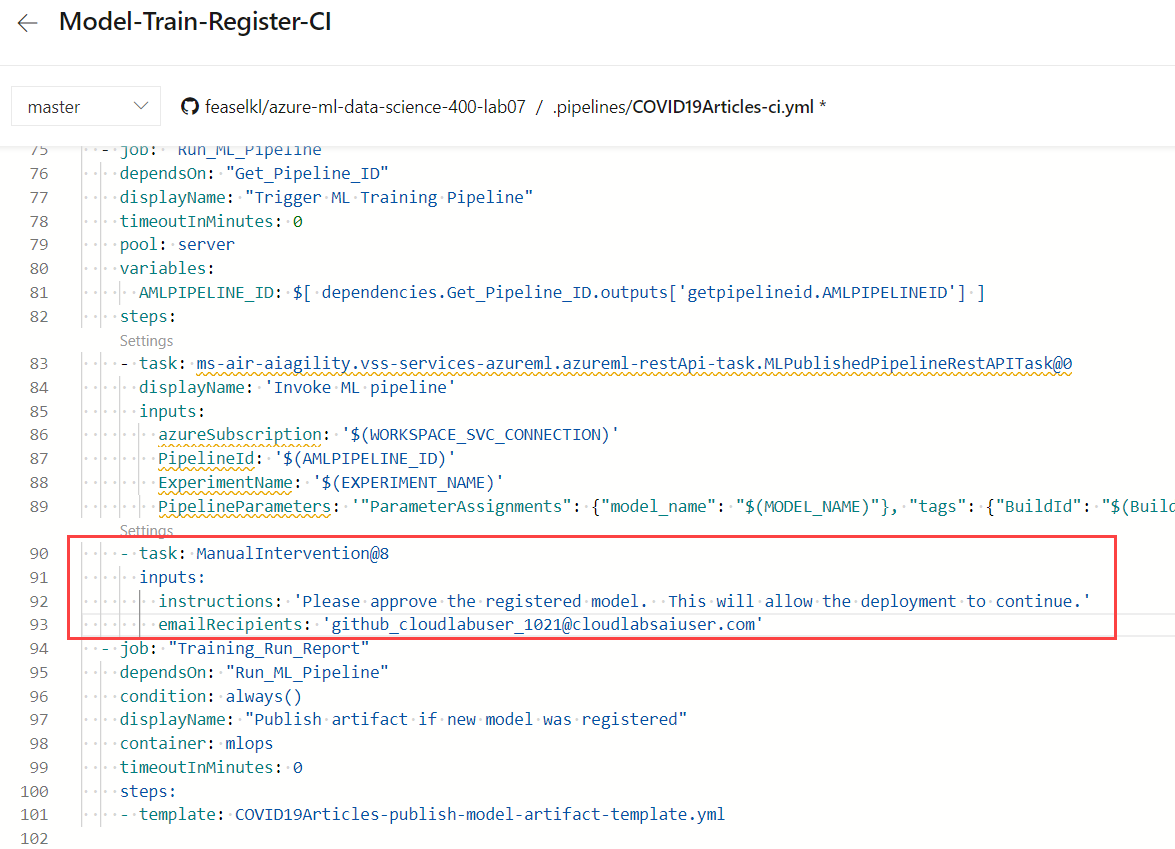 ← Model-Train-Register-CI
master feaselkl/azure-ml-data-science-400-lab07 / .pipelines/COVID19Articles-ci.yml *
75 - job: "Run_ML_Pipeline
76 dependsOn: "Get_Pipeline_ID"
77 displayName: "Trigger ML Training Pipeline"
78 timeoutInMinutes: 0
79 pool: server
80 variables:
81 AMLPIPELINE_ID: $[ dependencies.Get_Pipeline_ID.outputs['getpipelineid.AMLPIPELINEID'] ]
82 steps:
Settings
83 - task: ms-air-aiagility.vss-services-azureml.azureml-restApi-task.MLPublishedPipelineRestAPITask@0
84 displayName: 'Invoke ML pipeline'
85 inputs:
86 azureSubscription: '$(WORKSPACE_SVC_CONNECTION)'
87 PipelineId: '$(AMLPIPELINE_ID)'
88 ExperimentName: '$(EXPERIMENT_NAME)'
89 PipelineParameters: '"ParameterAssignments": {"model_name": "$(MODEL_NAME)"}, "tags": {"BuildId": "$(Build
Settings
90 - task: ManualIntervention@8
91 inputs:
92 instructions: 'Please approve the registered model.  This will allow the deployment to continue.'
93 emailRecipients: 'github_cloudlabuser_1021@cloudlabsaiuser.com'
94 - job: "Training_Run_Report"
95 dependsOn: "Run_ML_Pipeline"
96 condition: always()
97 displayName: "Publish artifact if new model was registered"
98 container: mlops
99 timeoutInMinutes: 0
100 steps:
101 - template: COVID19Articles-publish-model-artifact-template.yml
102